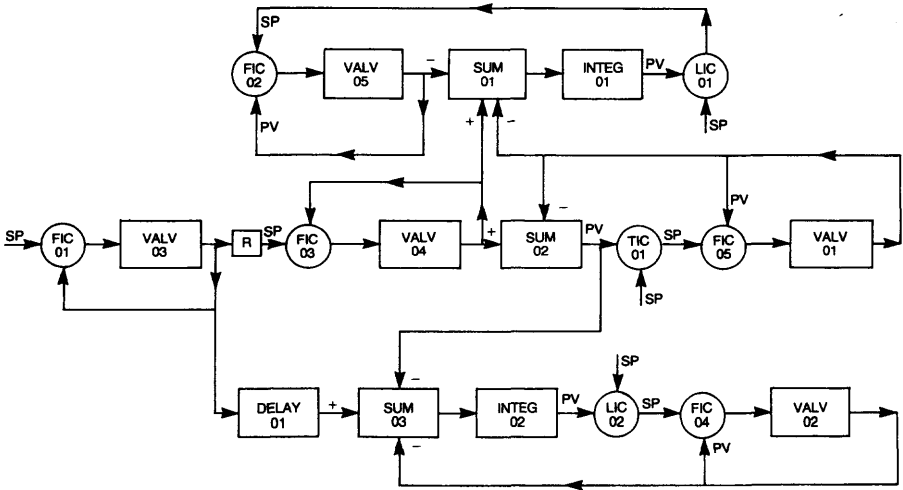 SP
FIC
02
VALV
05
−
SUM
01
INTEG
01
PV
LIC
01
PV
+
−
SP
SP
FIC
01
VALV
03
R
SP
FIC
03
VALV
04
+
−
SUM
02
PV
TIC
01
SP
PV
FIC
05
VALV
01
SP
DELAY
01
+
−
SUM
03
−
INTEG
02
PV
SP
LIC
02
SP
FIC
04
PV
VALV
02